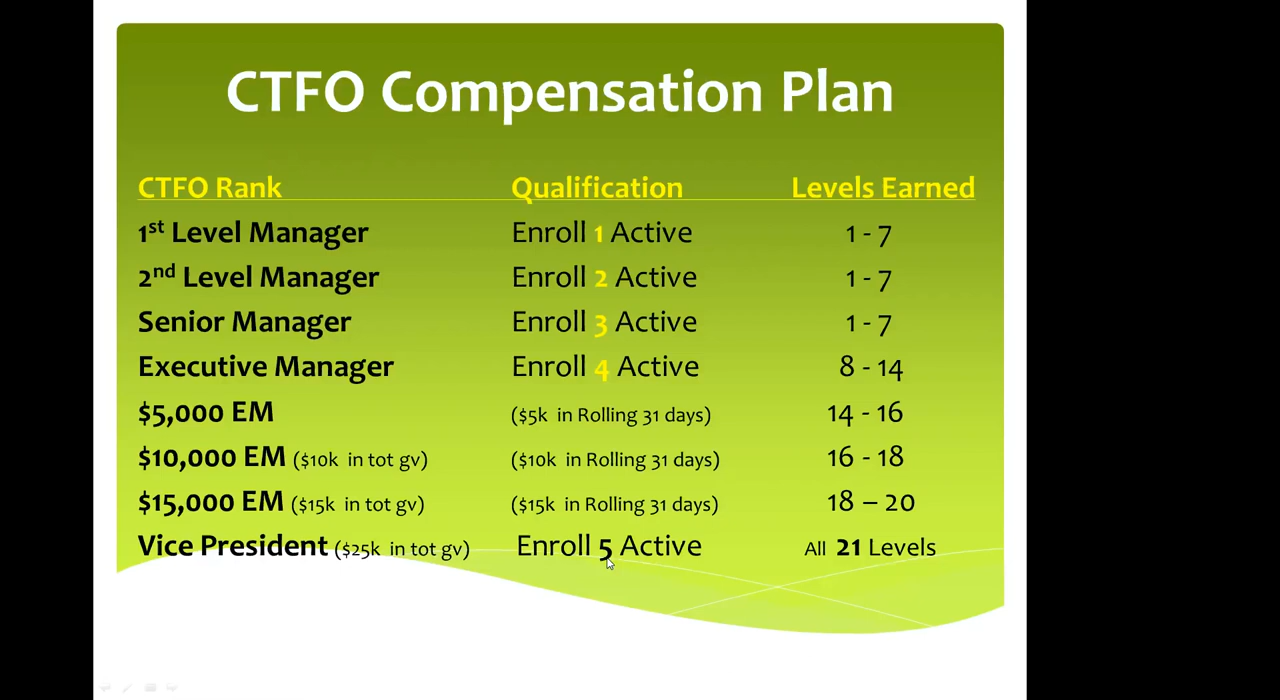 CTFO Compensation Plan
CTFO Rank Qualification Levels Earned
1st Level Manager Enroll 1 Active 1 - 7
2nd Level Manager Enroll 2 Active 1 - 7
Senior Manager Enroll 3 Active 1 - 7
Executive Manager Enroll 4 Active 8 - 14
$5,000 EM ($5k in Rolling 31 days) 14 - 16
$10,000 EM ($10k in tot gv) ($10k in Rolling 31 days) 16 - 18
$15,000 EM ($15k in tot gv) ($15k in Rolling 31 days) 18 – 20
Vice President ($25k in tot gv) Enroll 5 Active All 21 Levels